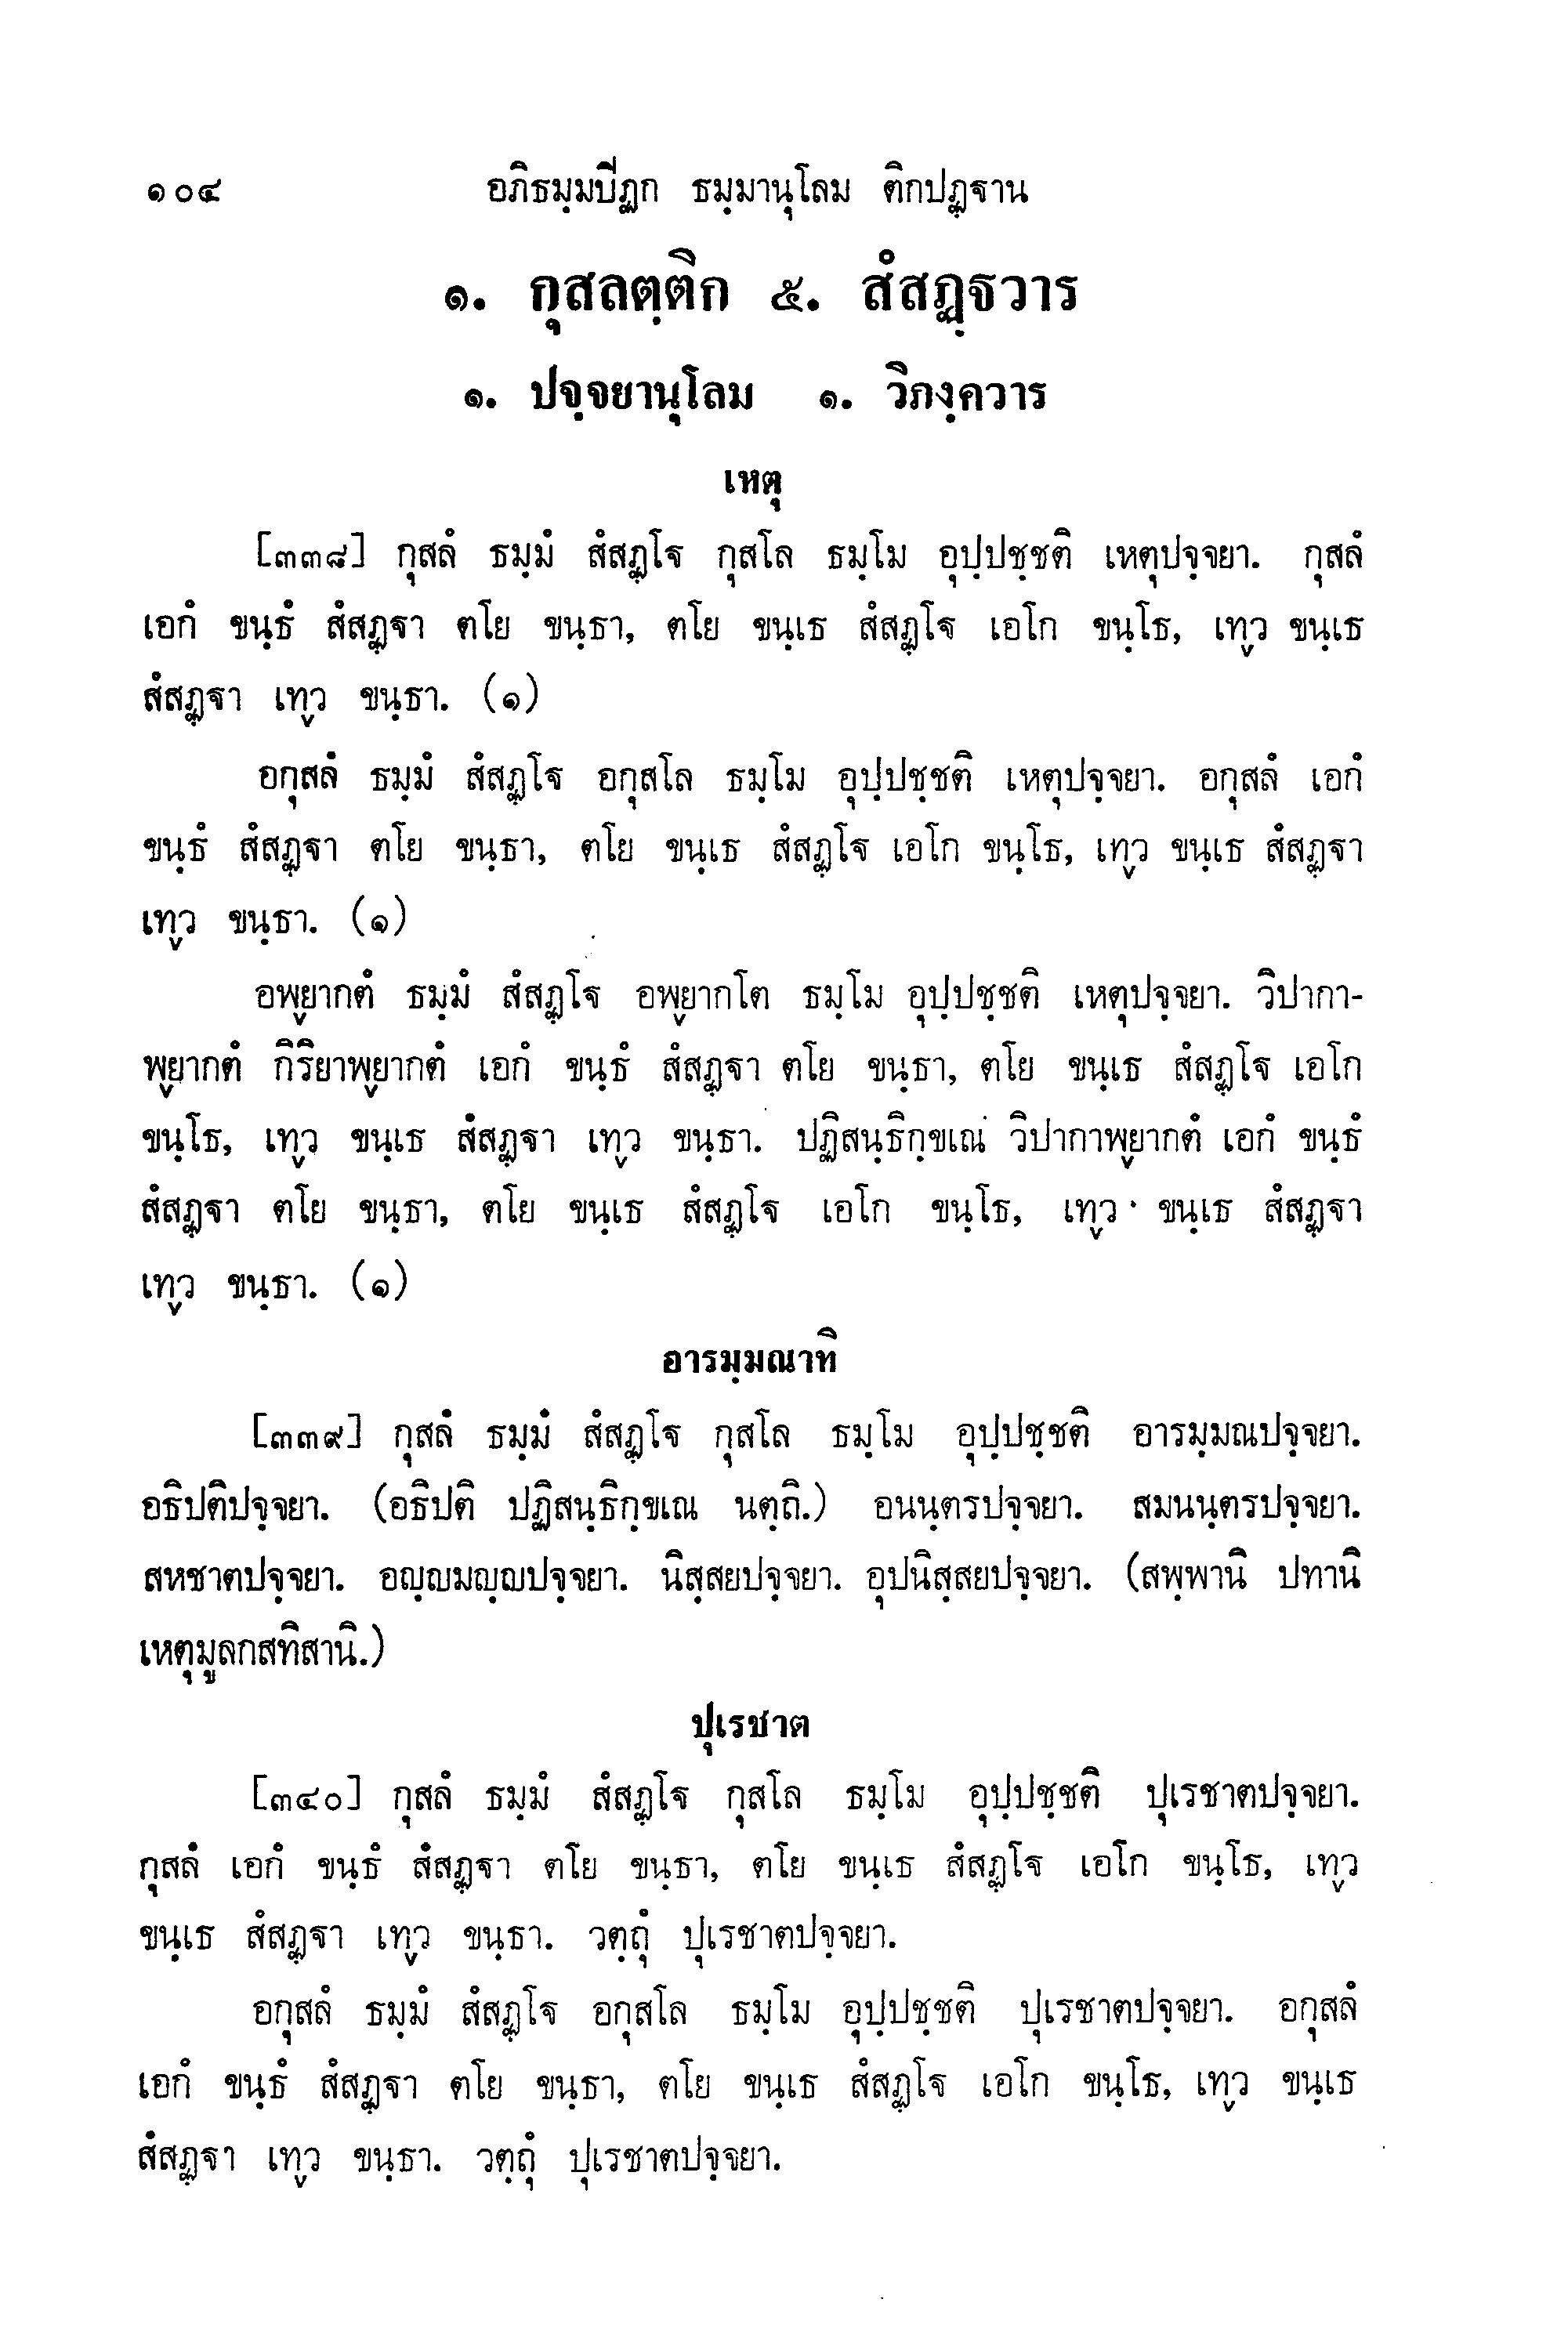 ๑๐๔ อภิธมฺมปิฏก ธมฺมานุโลม ติกปฏฺฐาน
๑. กุสลตฺติก ๕. สํสฏฺฐวาร
๑. ปจฺจยานุโลม ๑. วิภงฺควาร
เหตุ
[๓๓๘] กุสลํ ธมฺมํ สํสฏฺโฐ กุสโล ธมฺโม อุปฺปชฺชติ เหตุปจฺจยา. กุสลํ
เอกํ ขนฺธํ สํสฏฺฐา ตโย ขนฺธา, ตโย ขนฺเธ สํสฏฺโฐ เอโก ขนฺโธ, เทฺว ขนฺเธ
สํสฏฺฐา เทฺว ขนฺธา. (๑)
อกุสลํ ธมฺมํ สํสฏฺโฐ อกุสโล ธมฺโม อุปฺปชฺชติ เหตุปจฺจยา. อกุสลํ เอกํ
ขนฺธํ สํสฏฺฐา ตโย ขนฺธา, ตโย ขนฺเธ สํสฏฺโฐ เอโก ขนฺโธ, เทฺว ขนฺเธ สํสฏฺฐา
เทฺว ขนฺธา. (๑)
อพฺยากตํ ธมฺมํ สํสฏฺโฐ อพฺยากโต ธมฺโม อุปฺปชฺชติ เหตุปจฺจยา. วิปากา-
พฺยากตํ กิริยาพฺยากตํ เอกํ ขนฺธํ สํสฏฺฐา ตโย ขนฺธา, ตโย ขนฺเธ สํสฏฺโฐ เอโก
ขนฺโธ, เทฺว ขนฺเธ สํสฏฺฐา เทฺว ขนฺธา. ปฏิสนฺธิกฺขเณ วิปากาพฺยากตํ เอกํ ขนฺธํ
สํสฏฺฐา ตโย ขนฺธา, ตโย ขนฺเธ สํสฏฺโฐ เอโก ขนฺโธ, เทฺว ขนฺเธ สํสฏฺฐา
เทฺว ขนฺธา. (๑)
อารมฺมณาทิ
[๓๓๙] กุสลํ ธมฺมํ สํสฏฺโฐ กุสโล ธมฺโม อุปฺปชฺชติ อารมฺมณปจฺจยา.
อธิปติปจฺจยา. (อธิปติ ปฏิสนฺธิกฺขเณ นตฺถิ.) อนนฺตรปจฺจยา. สมนนฺตรปจฺจยา.
สหชาตปจฺจยา. อญฺญมญฺญปจฺจยา. นิสฺสยปจฺจยา. อุปนิสฺสยปจฺจยา. (สพฺพานิ ปทานิ
เหตุมูลกสทิสานิ.)
ปุเรชาต
[๓๔๐] กุสลํ ธมฺมํ สํสฏฺโฐ กุสโล ธมฺโม อุปฺปชฺชติ ปุเรชาตปจฺจยา.
กุสลํ เอกํ ขนฺธํ สํสฏฺฐา ตโย ขนฺธา, ตโย ขนฺเธ สํสฏฺโฐ เอโก ขนฺโธ, เทฺว
ขนฺเธ สํสฏฺฐา เทฺว ขนฺธา. วตฺถุํ ปุเรชาตปจฺจยา.
อกุสลํ ธมฺมํ สํสฏฺโฐ อกุสโล ธมฺโม อุปฺปชฺชติ ปุเรชาตปจฺจยา. อกุสลํ
เอกํ ขนฺธํ สํสฏฺฐา ตโย ขนฺธา, ตโย ขนฺเธ สํสฏฺโฐ เอโก ขนฺโธ, เทฺว ขนฺเธ
สํสฏฺฐา เทฺว ขนฺธา. วตฺถุํ ปุเรชาตปจฺจยา.